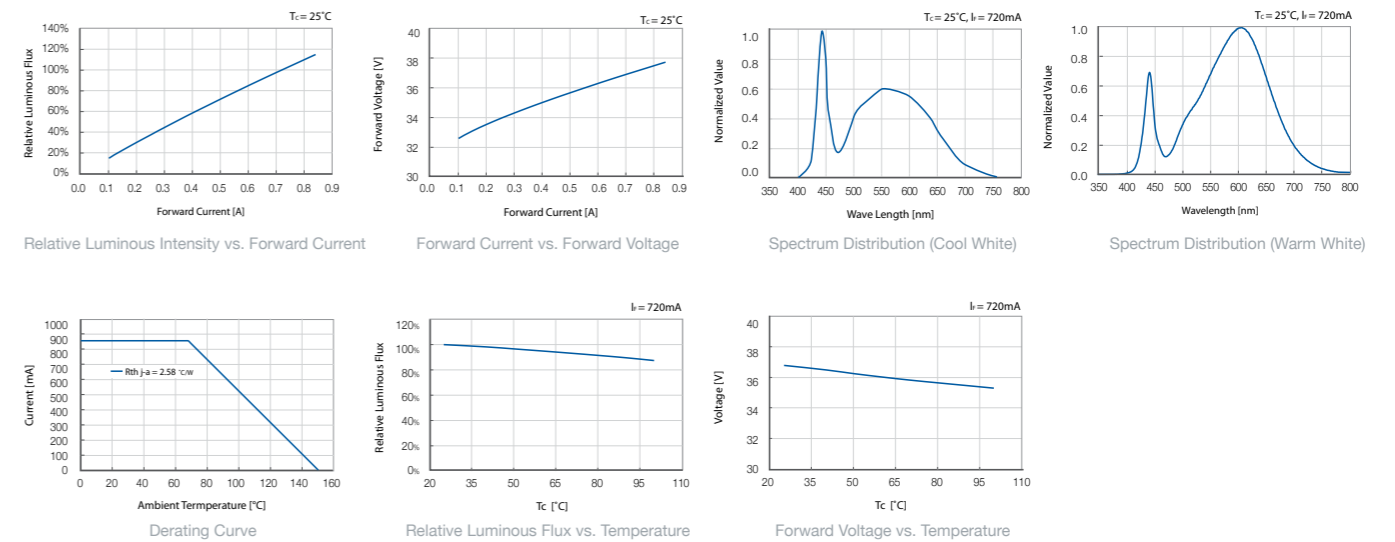 Tc = 25˚C
140%
120%
100%
80%
60%
40%
20%
0%
Relative Luminous Flux
0.0 0.1 0.2 0.3 0.4 0.5 0.6 0.7 0.8 0.9
Forward Current [A]
Relative Luminous Intensity vs. Forward Current
Tc = 25˚C
40
38
36
34
32
30
Forward Voltage [V]
0.0 0.1 0.2 0.3 0.4 0.5 0.6 0.7 0.8 0.9
Forward Current [A]
Forward Current vs. Forward Voltage
Tc = 25˚C, IF = 720mA
1.0
0.8
0.6
0.4
0.2
0.0
Normalized Value
350 400 450 500 550 600 650 700 750 800
Wave Length [nm]
Spectrum Distribution (Cool White)
Tc = 25˚C, IF = 720mA
1.0
0.8
0.6
0.4
0.2
0.0
Normalized Value
350 400 450 500 550 600 650 700 750 800
Wavelength [nm]
Spectrum Distribution (Warm White)
1000
900
800
700
600
500
400
300
200
100
0
Current [mA]
Rth j-a = 2.58 ˚C/W
0 20 40 60 80 100 120 140 160
Ambient Termperature [°C]
Derating Curve
IF = 720mA
120%
100%
80%
60%
40%
20%
0%
Relative Luminous Flux
20 35 50 65 80 95 110
Tc [˚C]
Relative Luminous Flux vs. Temperature
IF = 720mA
40
38
36
34
32
30
Voltage [V]
20 35 50 65 80 95 110
Tc [˚C]
Forward Voltage vs. Temperature